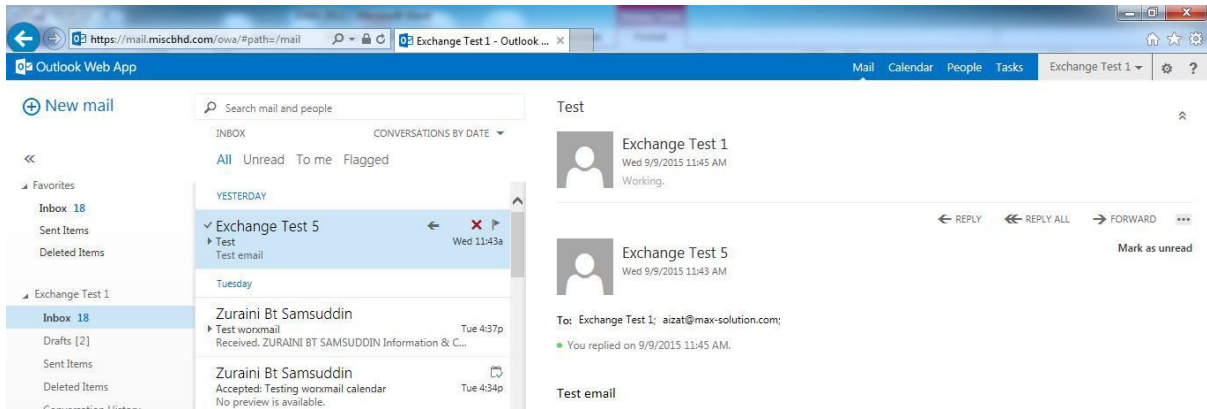 https://mail.miscbhd.com/owa/#path=/mail
Exchange Test 1 - Outlook ...
Outlook Web App
Mail Calendar People Tasks Exchange Test 1 ?
New mail
Favorites
Inbox 18
Sent Items
Deleted Items
Exchange Test 1
Inbox 18
Drafts [2]
Sent Items
Deleted Items
Conversation History
Search mail and people
INBOX CONVERSATIONS BY DATE
All Unread To me Flagged
YESTERDAY
Exchange Test 5
Test Wed 11:43a
Test email
Tuesday
Zuraini Bt Samsuddin
Test worxmail Tue 4:37p
Received. ZURAINI BT SAMSUDDIN Information & C...
Zuraini Bt Samsuddin
Accepted: Testing worxmail calendar Tue 4:34p
No preview is available.
Test
Exchange Test 1
Wed 9/9/2015 11:45 AM
Working.
REPLY REPLY ALL FORWARD ...
Mark as unread
Exchange Test 5
Wed 9/9/2015 11:43 AM
To: Exchange Test 1; aizat@max-solution.com;
You replied on 9/9/2015 11:45 AM.
Test email